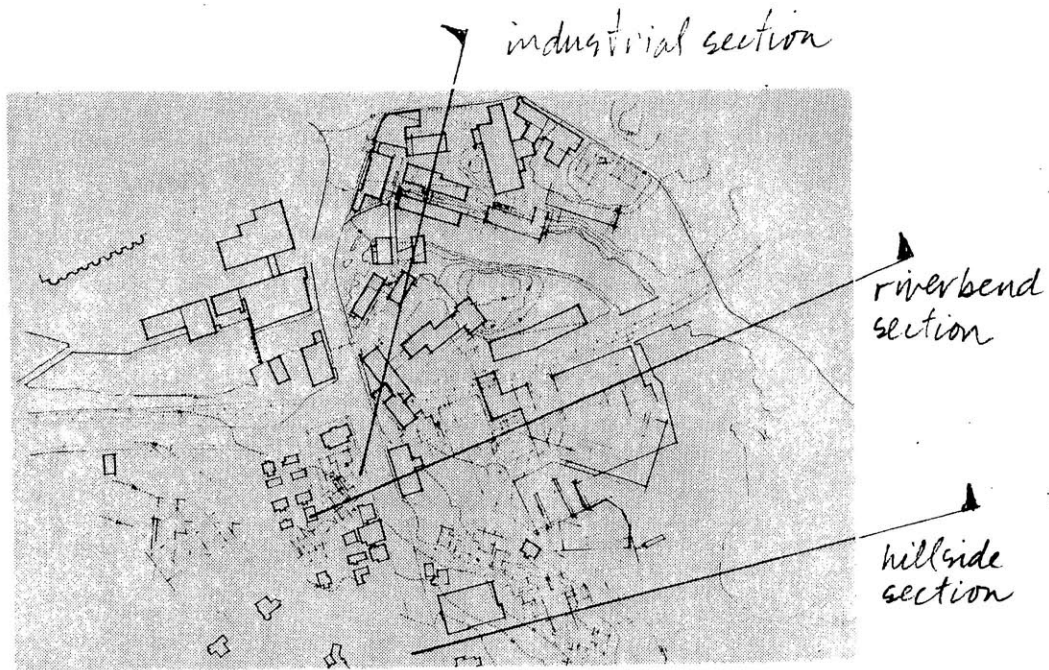 industrial section
riverbend
section
hillside
section